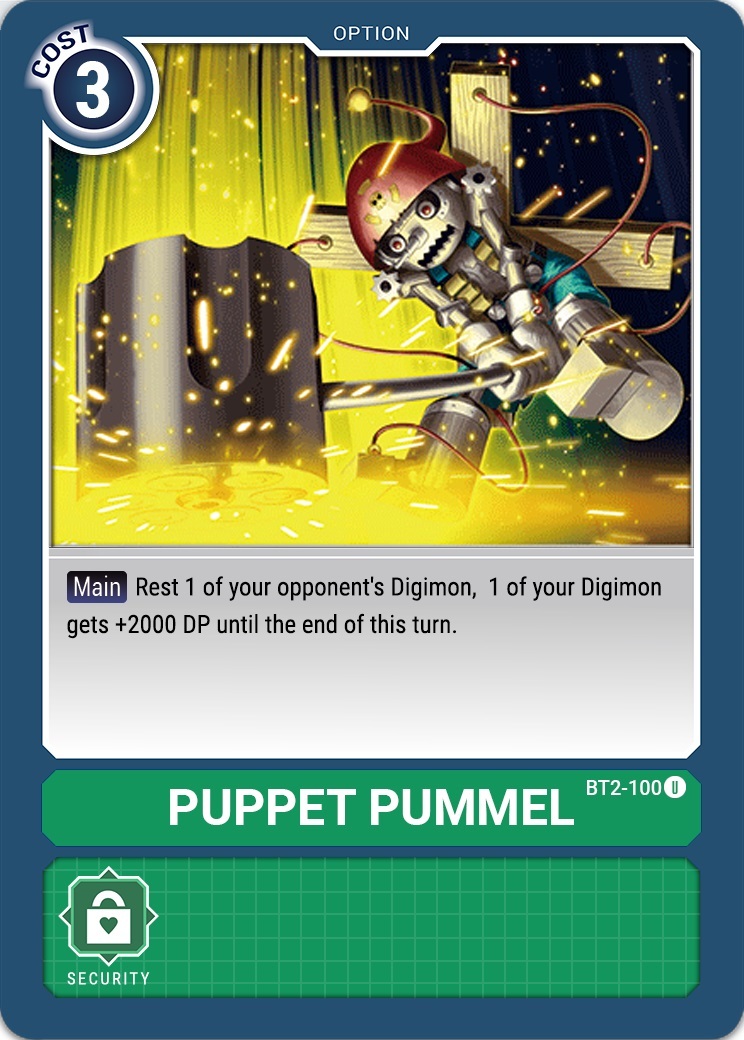 OPTION
COST
3
Main Rest 1 of your opponent's Digimon, 1 of your Digimon
gets +2000 DP until the end of this turn.
BT2-100 U
PUPPET PUMMEL
SECURITY